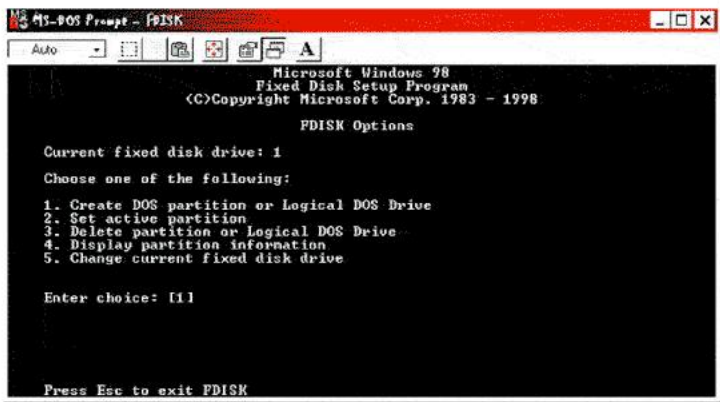 MS-DOS Prompt - FDISK
Auto
A
Microsoft Windows 98
Fixed Disk Setup Program
(C)Copyright Microsoft Corp. 1983 - 1998
FDISK Options
Current fixed disk drive: 1
Choose one of the following:
1. Create DOS partition or Logical DOS Drive
2. Set active partition
3. Delete partition or Logical DOS Drive
4. Display partition information
5. Change current fixed disk drive
Enter choice: [1]
Press Esc to exit FDISK